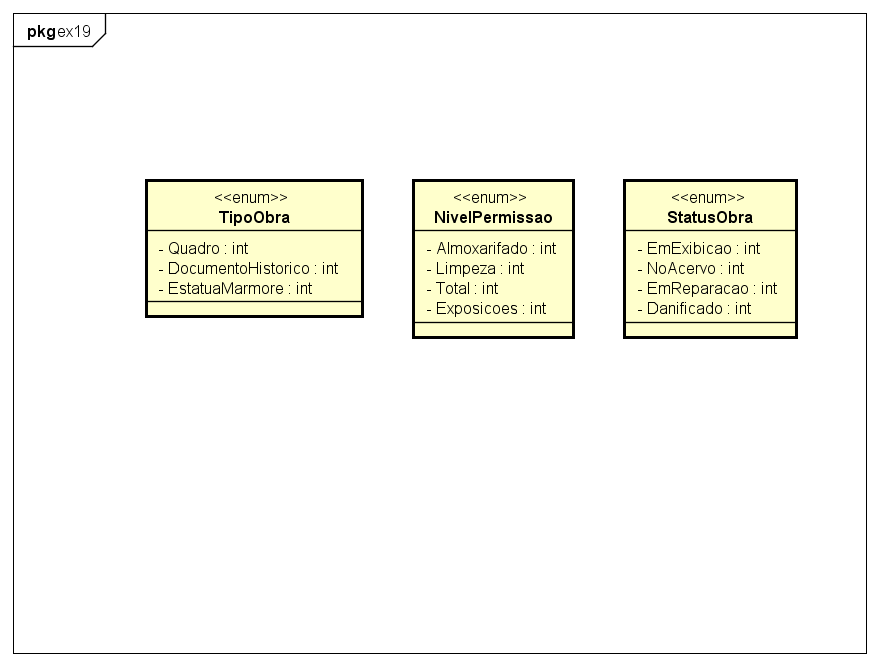 pkg ex19
<<enum>>
TipoObra
- Quadro : int
- DocumentoHistorico : int
- EstatuaMarmore : int
<<enum>>
NivelPermissao
- Almoxarifado : int
- Limpeza : int
- Total : int
- Exposicoes : int
<<enum>>
StatusObra
- EmExibicao : int
- NoAcervo : int
- EmReparacao : int
- Danificado : int